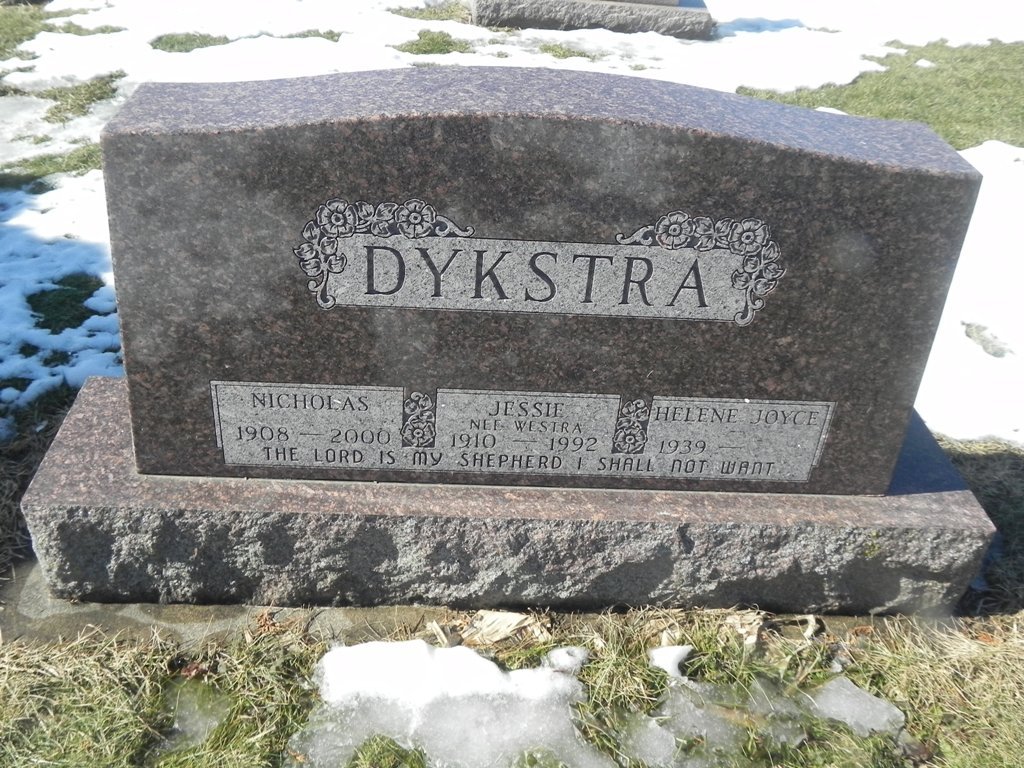 DYKSTRA
NICHOLAS
1908 — 2000
JESSIE
NEE WESTRA
1910 — 1992
HELENE JOYCE
1939 —
THE LORD IS MY SHEPHERD I SHALL NOT WANT